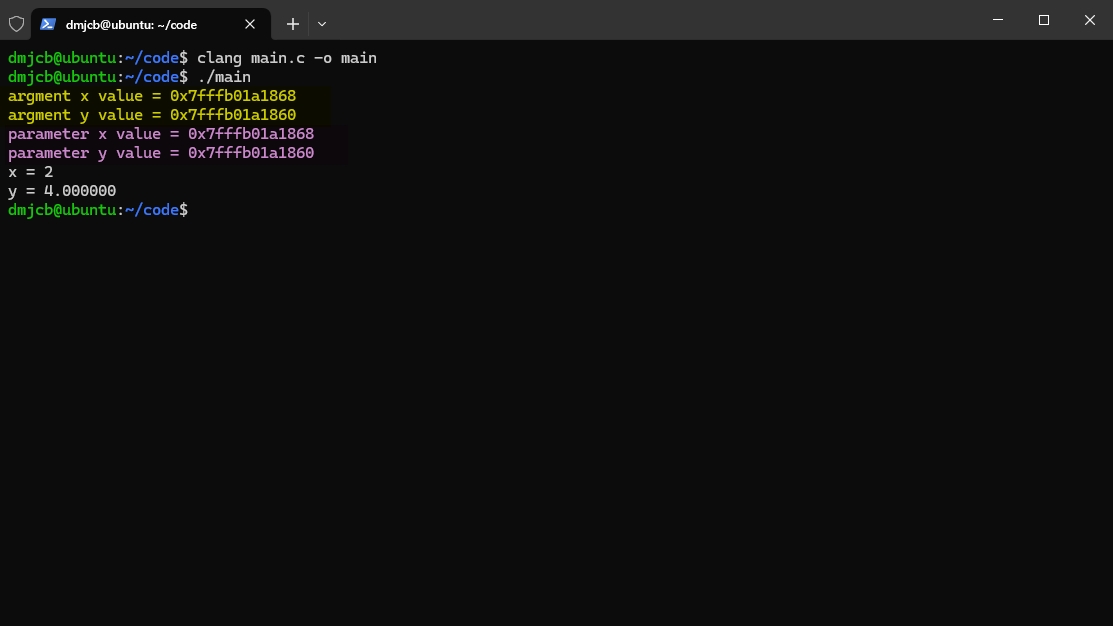 dmjcb@ubuntu: ~/code
dmjcb@ubuntu:~/code$ clang main.c -o main
dmjcb@ubuntu:~/code$ ./main
argment x value = 0x7fffb01a1868
argment y value = 0x7fffb01a1860
parameter x value = 0x7fffb01a1868
parameter y value = 0x7fffb01a1860
x = 2
y = 4.000000
dmjcb@ubuntu:~/code$